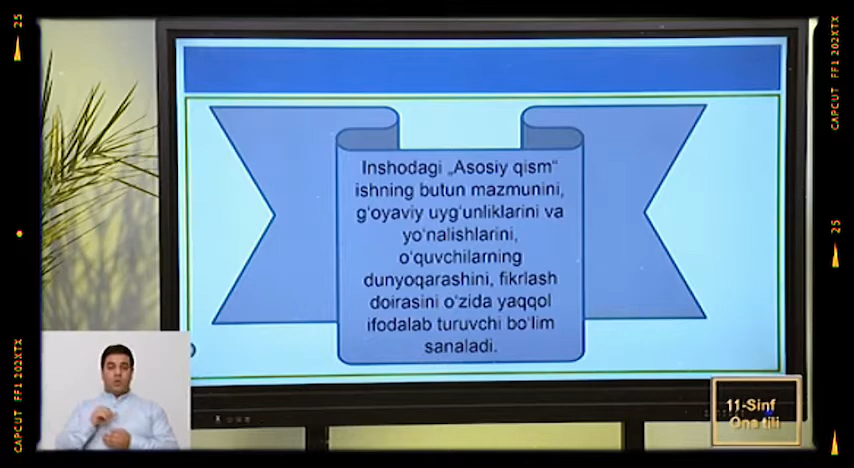 Inshodagi „Asosiy qism“
ishning butun mazmunini,
g‘oyaviy uyg‘unliklarini va
yo‘nalishlarini,
o‘quvchilarning
dunyoqarashini, fikrlash
doirasini o‘zida yaqqol
ifodalab turuvchi bo‘lim
sanaladi.
11-Sinf
Ona tili
25
CAPCUT FF1 202XTX
CAPCUT FF1 202XTX
25